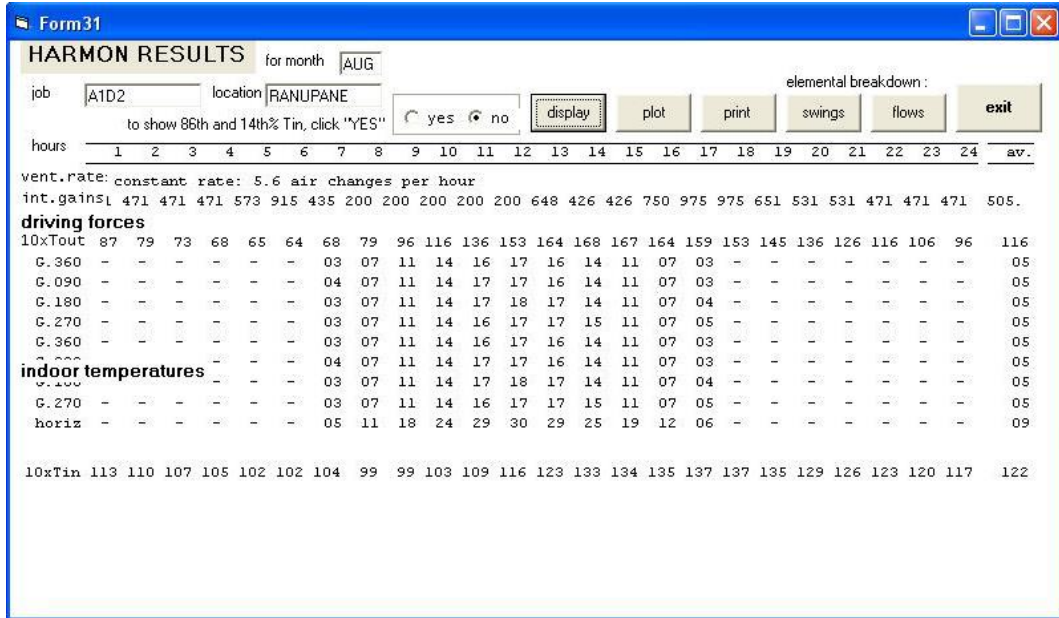 Form31
HARMON RESULTS for month AUG
job A1D2 location RANUPANE
elemental breakdown :
to show 86th and 14th% Tin, click "YES" yes no display plot print swings flows exit
hours 1 2 3 4 5 6 7 8 9 10 11 12 13 14 15 16 17 18 19 20 21 22 23 24 av.
vent.rate: constant rate: 5.6 air changes per hour
int.gains 471 471 471 573 915 435 200 200 200 200 200 200 648 426 426 750 975 975 651 531 531 471 471 471 505.
driving forces
10xTout 87 79 73 68 65 64 68 79 96 116 136 153 164 168 167 164 159 153 145 136 126 116 106 96 116
G.360 - - - - - - 03 07 11 14 16 17 16 14 11 07 03 - - - - - - - 05
G.090 - - - - - - 04 07 11 14 17 17 16 14 11 07 03 - - - - - - - 05
G.180 - - - - - - 03 07 11 14 17 18 17 14 11 07 04 - - - - - - - 05
G.270 - - - - - - 03 07 11 14 16 17 17 15 11 07 05 - - - - - - - 05
G.360 - - - - - - 03 07 11 14 16 17 16 14 11 07 03 - - - - - - - 05
- - - 04 07 11 14 17 17 16 14 11 07 03 - - - - - - - 05
indoor temperatures
- - - 03 07 11 14 17 18 17 14 11 07 04 - - - - - - - 05
G.270 - - - - - - 03 07 11 14 16 17 17 15 11 07 05 - - - - - - - 05
horiz - - - - - - 05 11 18 24 29 30 29 25 19 12 06 - - - - - - - 09
10xTin 113 110 107 105 102 102 104 99 99 103 109 116 123 133 134 135 137 137 135 129 126 123 120 117 122